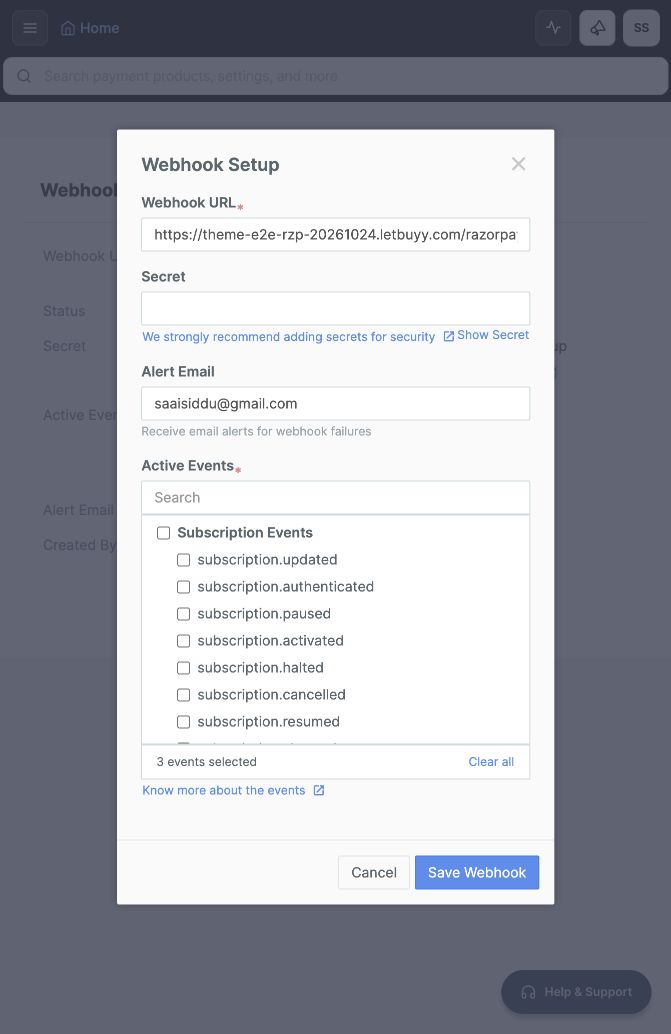 Home
SS
Search payment products, settings, and more
Webhook Setup
Webhook URL*
https://theme-e2e-rzp-20261024.letbuyy.com/razorpa
Secret
We strongly recommend adding secrets for security
Show Secret
Alert Email
saaisiddu@gmail.com
Receive email alerts for webhook failures
Active Events*
Search
Subscription Events
subscription.updated
subscription.authenticated
subscription.paused
subscription.activated
subscription.halted
subscription.cancelled
subscription.resumed
3 events selected
Clear all
Know more about the events
Cancel
Save Webhook
Webhook
Webhook U
Status
Secret
up
Active Even
Alert Email
Created By
Help & Support